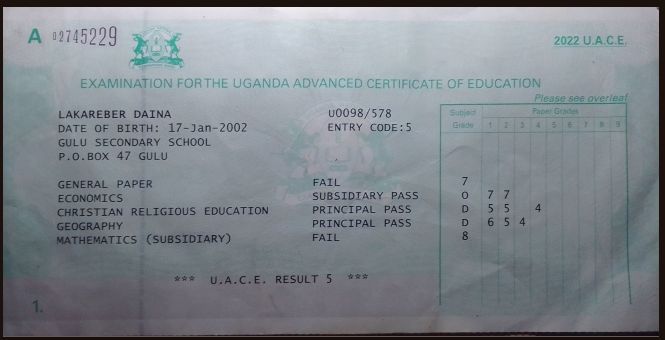 A 02745229
2022 U.A.C.E.
EXAMINATION FOR THE UGANDA ADVANCED CERTIFICATE OF EDUCATION
Please see overleaf
LAKAREBER DAINA U0098/578
DATE OF BIRTH: 17-Jan-2002 ENTRY CODE:5
GULU SECONDARY SCHOOL
P.O.BOX 47 GULU
Subject Grade Paper Grades
1 2 3 4 5 6 7 8 9
GENERAL PAPER FAIL 7
ECONOMICS SUBSIDIARY PASS O 7 7
CHRISTIAN RELIGIOUS EDUCATION PRINCIPAL PASS D 5 5 4
GEOGRAPHY PRINCIPAL PASS D 6 5 4
MATHEMATICS (SUBSIDIARY) FAIL 8
*** U.A.C.E. RESULT 5 ***
1.